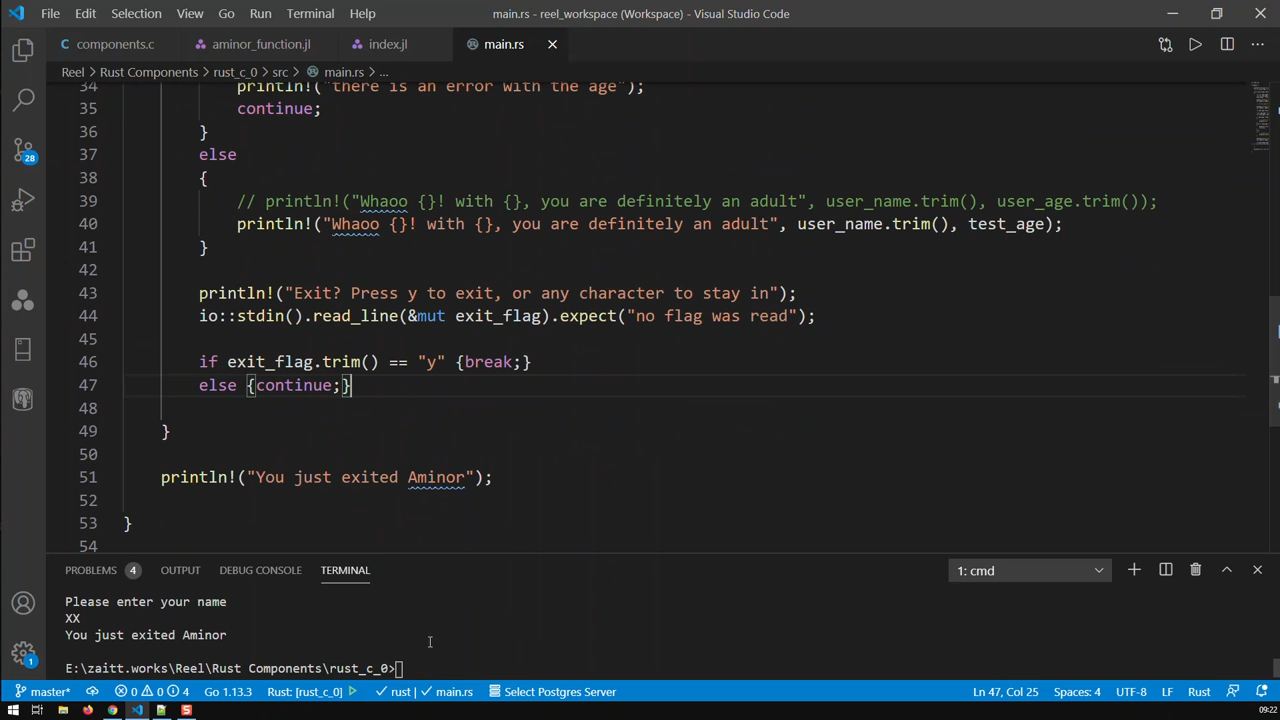 File Edit Selection View Go Run Terminal Help main.rs - reel_workspace (Workspace) - Visual Studio Code
C components.c aminor_function.jl index.jl main.rs
Reel > Rust Components > rust_c_0 > src > main.rs > ...
34 println!("there is an error with the age");
35 continue;
36 }
37 else
38 {
39 // println!("Whaoo {}! with {}, you are definitely an adult", user_name.trim(), user_age.trim());
40 println!("Whaoo {}! with {}, you are definitely an adult", user_name.trim(), test_age);
41 }
42
43 println!("Exit? Press y to exit, or any character to stay in");
44 io::stdin().read_line(&mut exit_flag).expect("no flag was read");
45
46 if exit_flag.trim() == "y" {break;}
47 else {continue;}
48
49 }
50
51 println!("You just exited Aminor");
52
53 }
54
28
PROBLEMS 4 OUTPUT DEBUG CONSOLE TERMINAL 1: cmd
Please enter your name
XX
You just exited Aminor
E:\zaitt.works\Reel\Rust Components\rust_c_0>
1
master* 0 0 4 Go 1.13.3 Rust: [rust_c_0] rust | main.rs Select Postgres Server Ln 47, Col 25 Spaces: 4 UTF-8 LF Rust
09:22